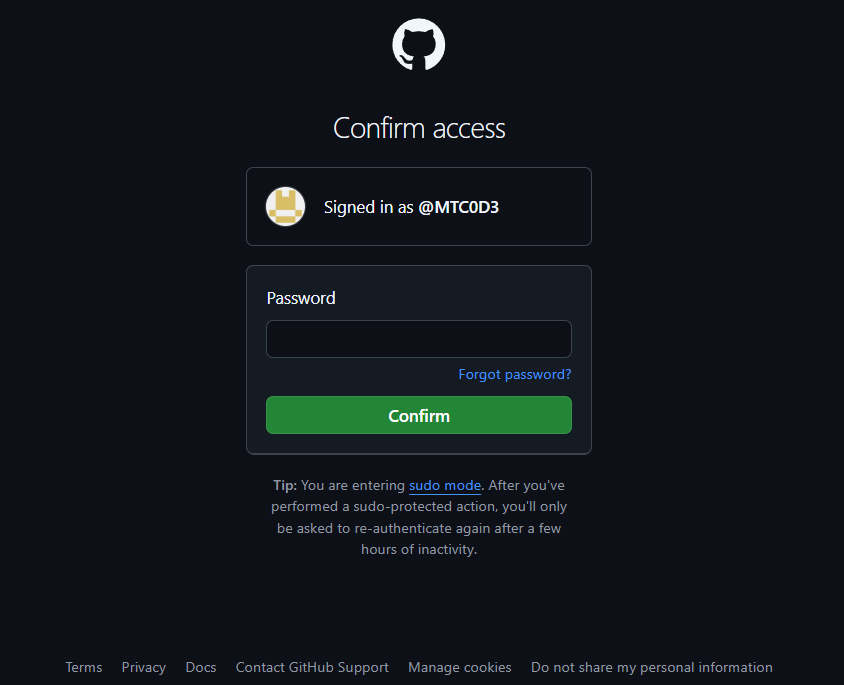 Confirm access
Signed in as @MTC0D3
Password
Forgot password?
Confirm
Tip: You are entering sudo mode. After you've
performed a sudo-protected action, you'll only
be asked to re-authenticate again after a few
hours of inactivity.
Terms Privacy Docs Contact GitHub Support Manage cookies Do not share my personal information